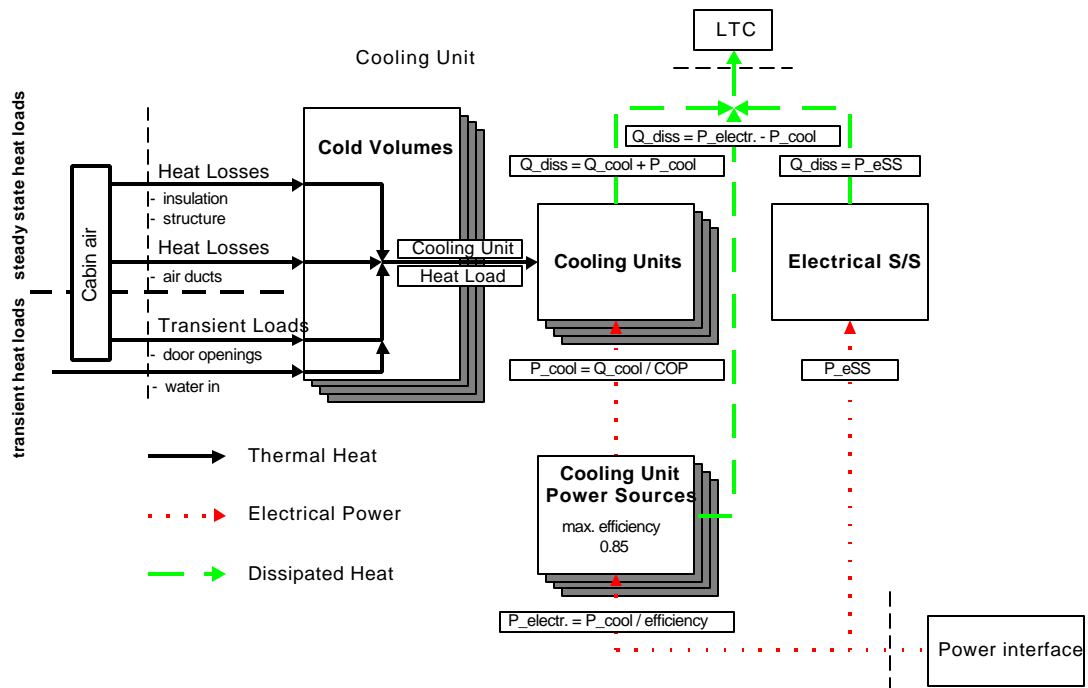 LTC
Cooling Unit
Q_diss = P_electr. - P_cool
Cold Volumes
Q_diss = Q_cool + P_cool
Q_diss = P_eSS
steady state heat loads
transient heat loads
Cabin air
Heat Losses
- insulation
- structure
Heat Losses
- air ducts
Transient Loads
- door openings
- water in
Cooling Unit
Heat Load
Cooling Units
Electrical S/S
P_cool = Q_cool / COP
P_eSS
Thermal Heat
Electrical Power
Dissipated Heat
Cooling Unit
Power Sources
max. efficiency
0.85
P_electr. = P_cool / efficiency
Power interface